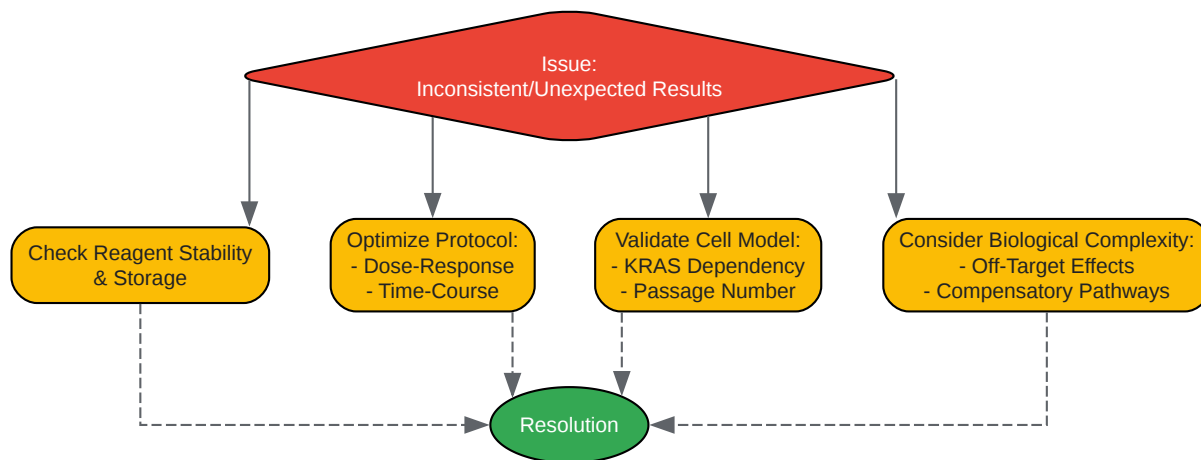 Issue:
Inconsistent/Unexpected Results
Check Reagent Stability
& Storage
Optimize Protocol:
- Dose-Response
- Time-Course
Validate Cell Model:
- KRAS Dependency
- Passage Number
Consider Biological Complexity:
- Off-Target Effects
- Compensatory Pathways
Resolution